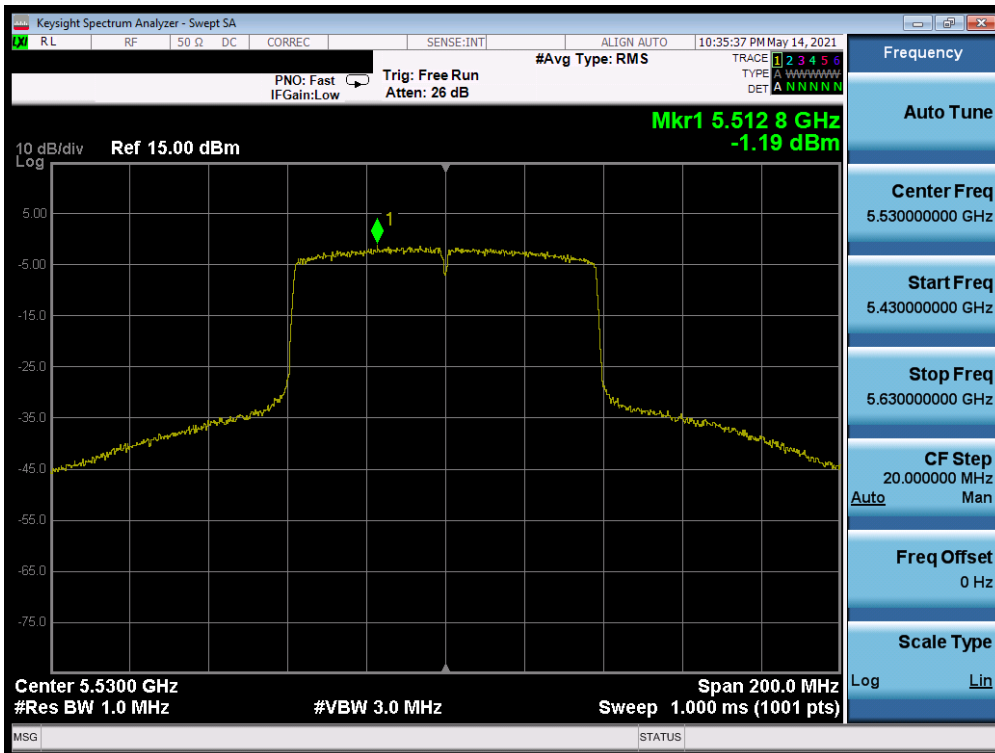 Keysight Spectrum Analyzer - Swept SA
LXI RL RF 50 Ω DC CORREC SENSE:INT ALIGN AUTO 10:35:37 PM May 14, 2021
#Avg Type: RMS
TRACE 1 2 3 4 5 6
PNO: Fast Trig: Free Run
TYPE A WWWWW
IFGain:Low Atten: 26 dB
DET A N N N N N
Mkr1 5.512 8 GHz
-1.19 dBm
10 dB/div Ref 15.00 dBm
Log
1
5.00
-5.00
-15.0
-25.0
-35.0
-45.0
-55.0
-65.0
-75.0
Center 5.5300 GHz Span 200.0 MHz
#Res BW 1.0 MHz #VBW 3.0 MHz Sweep 1.000 ms (1001 pts)
MSG STATUS
Frequency
Auto Tune
Center Freq
5.530000000 GHz
Start Freq
5.430000000 GHz
Stop Freq
5.630000000 GHz
CF Step
20.000000 MHz
Auto Man
Freq Offset
0 Hz
Scale Type
Log Lin